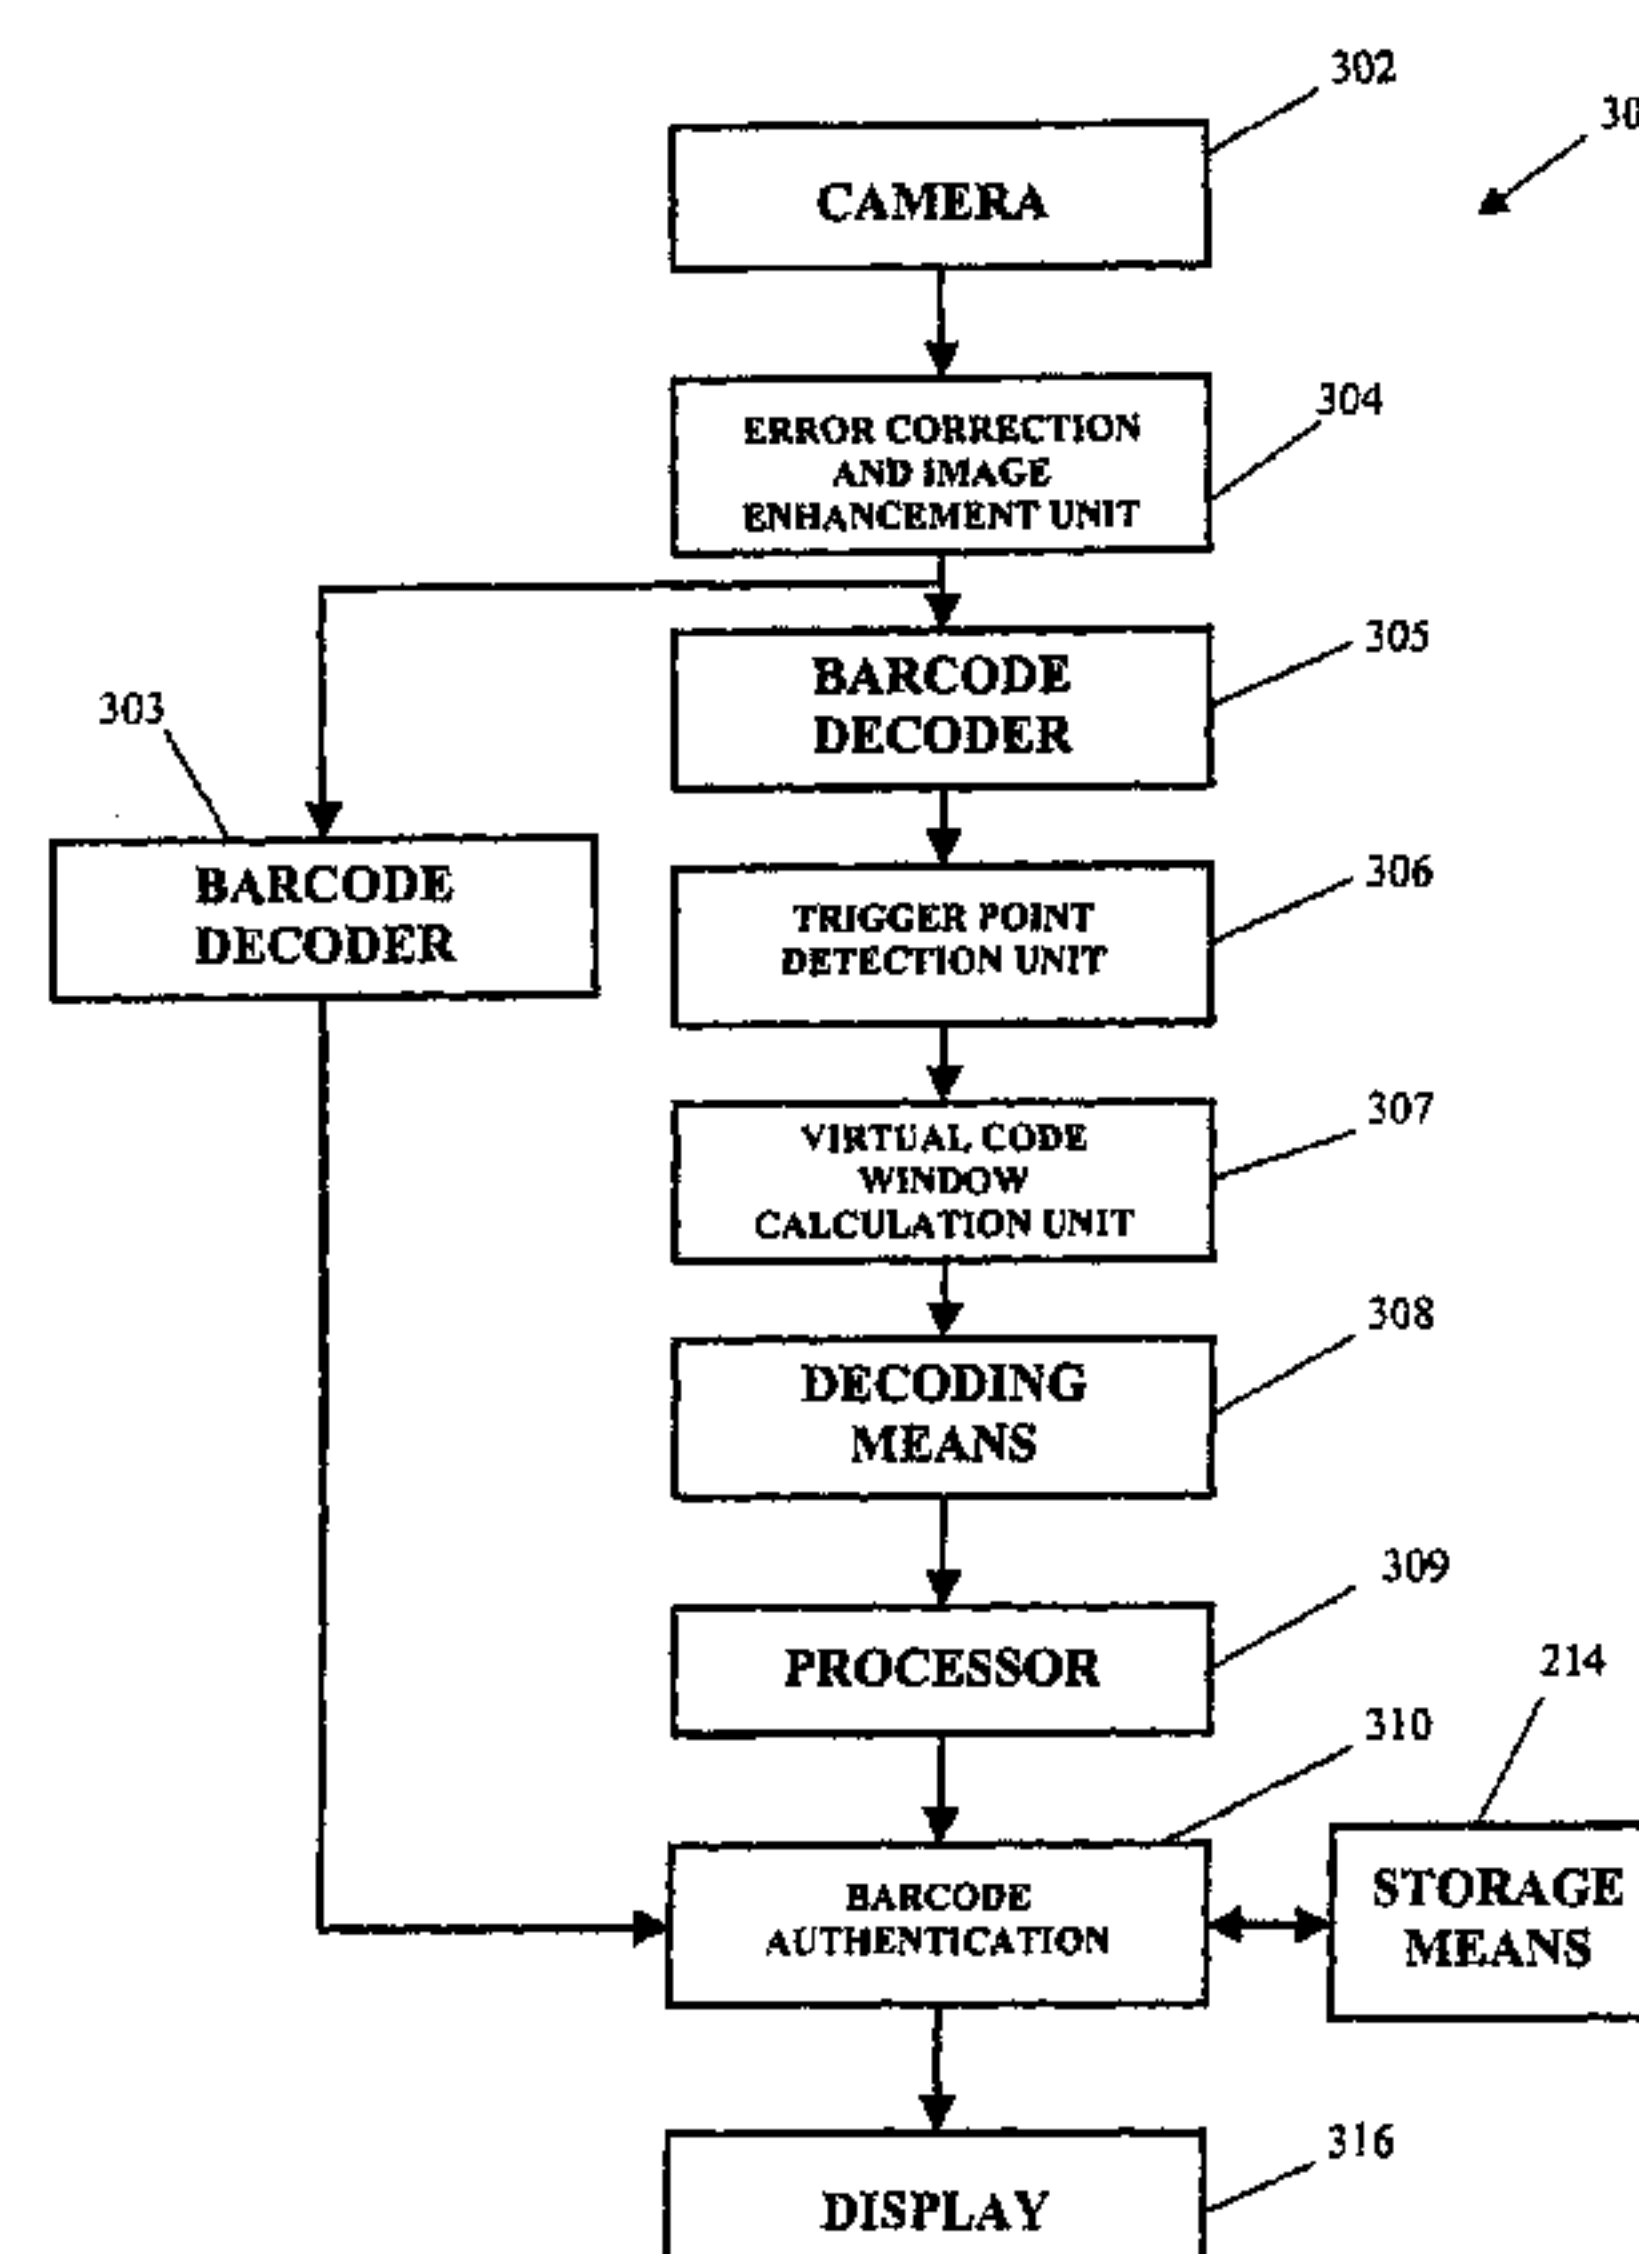 302
CAMERA
304
ERROR CORRECTION
AND IMAGE
ENHANCEMENT UNIT
305
BARCODE
DECODER
303
BARCODE
DECODER
306
TRIGGER POINT
DETECTION UNIT
307
VIRTUAL CODE
WINDOW
CALCULATION UNIT
308
DECODING
MEANS
309
PROCESSOR
214
310
STORAGE
MEANS
BARCODE
AUTHENTICATION
316
DISPLAY